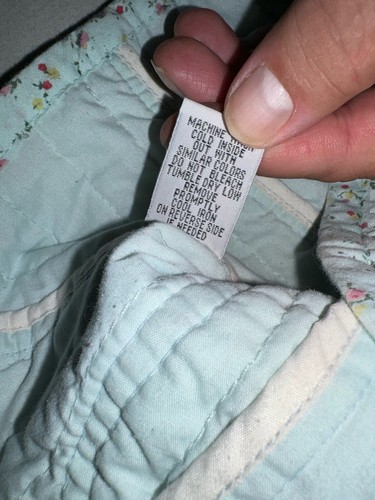 MACHINE WASH
COLD INSIDE
OUT WITH
SIMILAR COLORS
DO NOT BLEACH
TUMBLE DRY LOW
REMOVE
PROMPTLY
COOL IRON
ON REVERSE SIDE
IF NEEDED